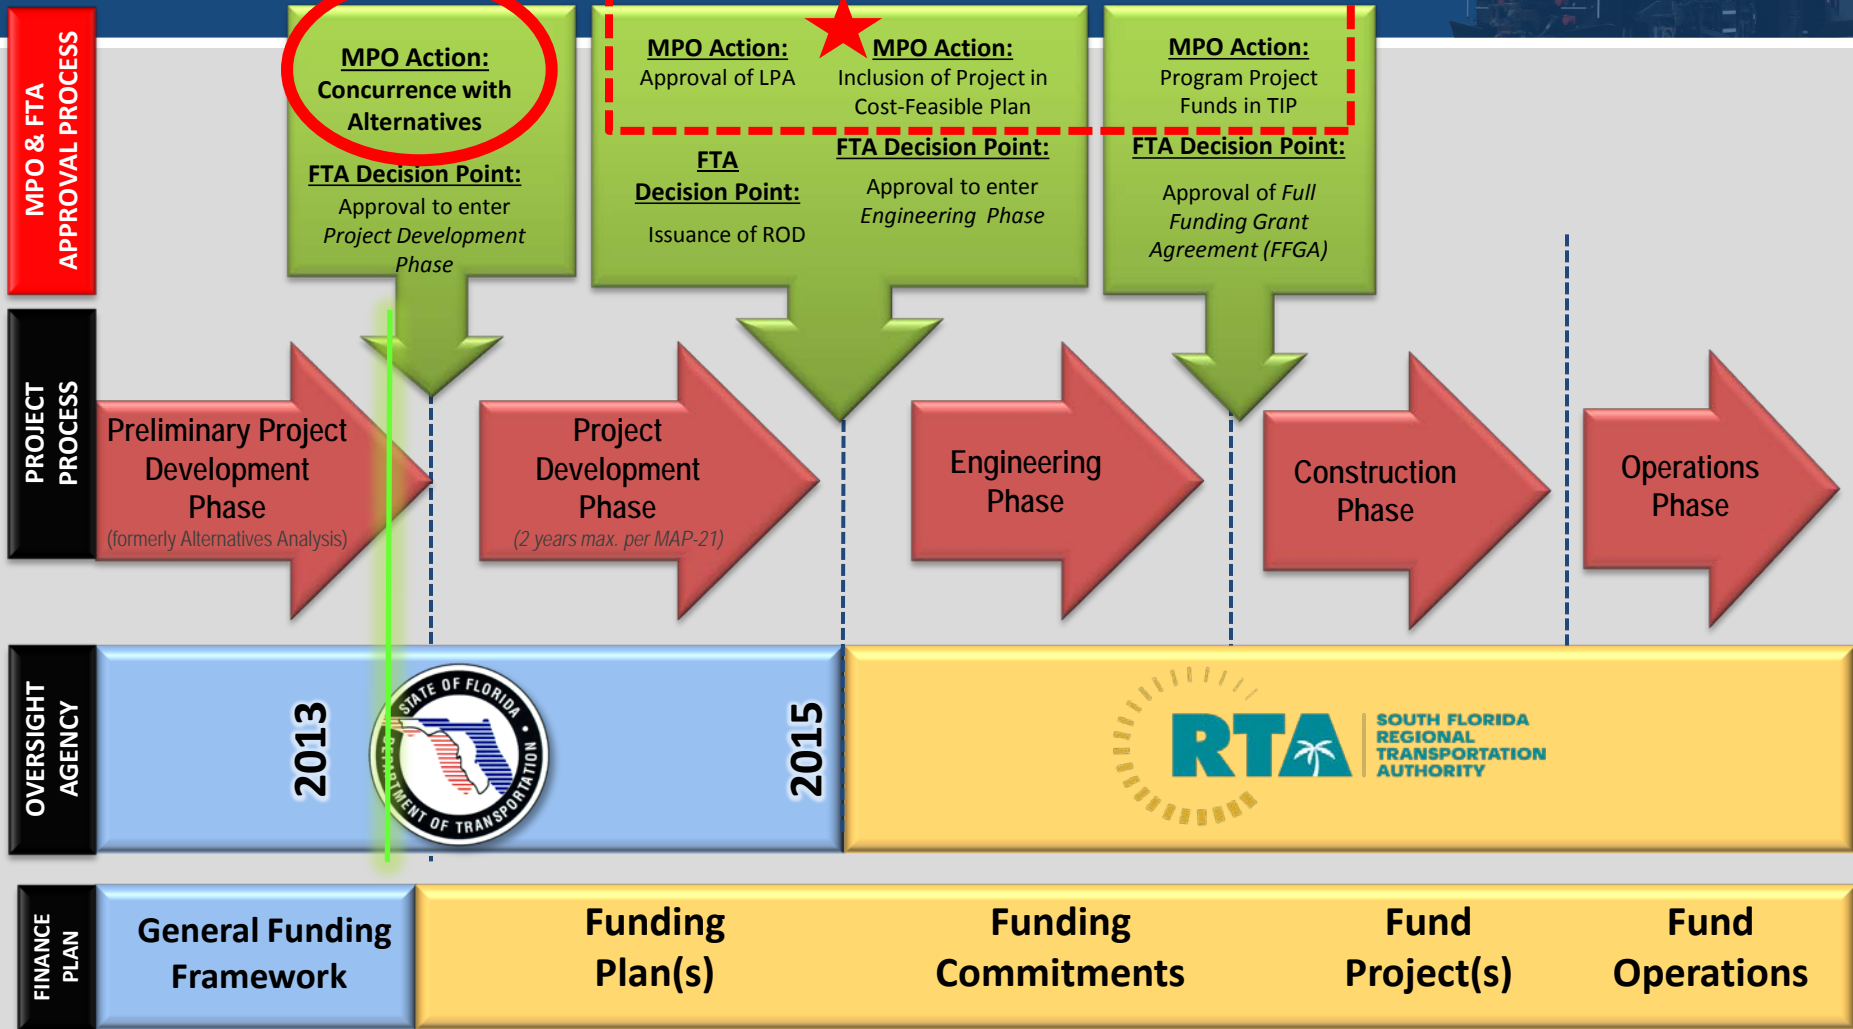 MPO & FTA
APPROVAL PROCESS
MPO Action:
Concurrence with
Alternatives
FTA Decision Point:
Approval to enter
Project Development
Phase
MPO Action:
Approval of LPA
FTA
Decision Point:
Issuance of ROD
MPO Action:
Inclusion of Project in
Cost-Feasible Plan
FTA Decision Point:
Approval to enter
Engineering Phase
MPO Action:
Program Project
Funds in TIP
FTA Decision Point:
Approval of Full
Funding Grant
Agreement (FFGA)
PROJECT
PROCESS
Preliminary Project
Development
Phase
(formerly Alternatives Analysis)
Project
Development
Phase
(2 years max. per MAP-21)
Engineering
Phase
Construction
Phase
Operations
Phase
OVERSIGHT
AGENCY
2013
STATE OF FLORIDA
DEPARTMENT OF TRANSPORTATION
2015
RTA
SOUTH FLORIDA
REGIONAL
TRANSPORTATION
AUTHORITY
FINANCE
PLAN
General Funding
Framework
Funding
Plan(s)
Funding
Commitments
Fund
Project(s)
Fund
Operations